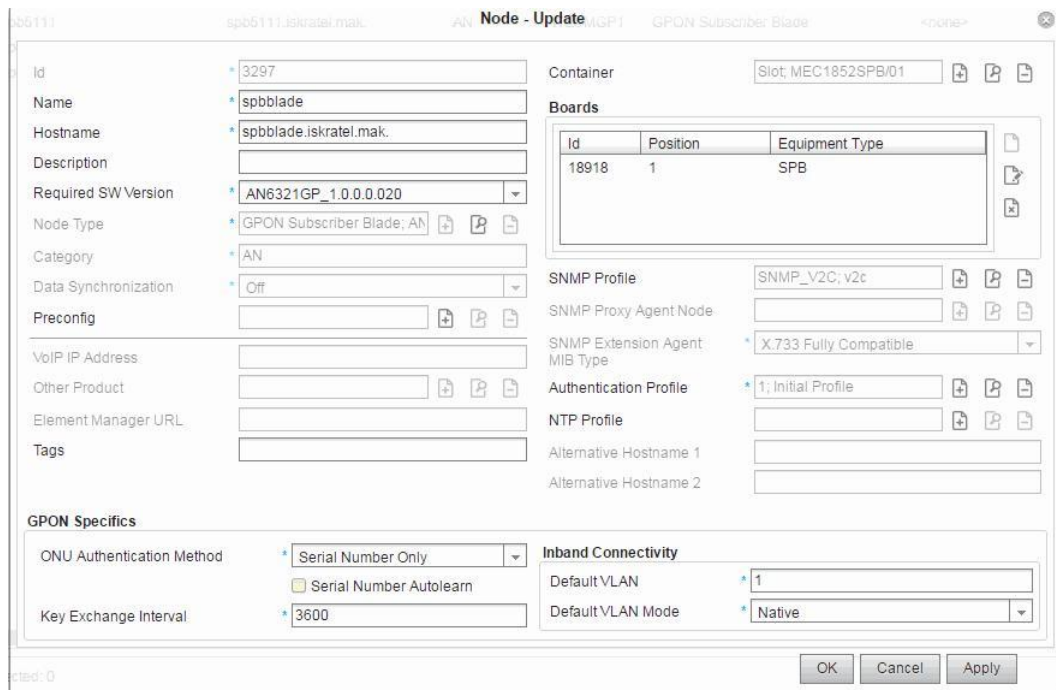 Node - Update
spb6111.iskratel.mak.
GPON Subscriber Blade
<none>
Id * 3297
Name * spbblade
Hostname * spbblade.iskratel.mak.
Description
Required SW Version * AN6321GP_1.0.0.0.020
Node Type * GPON Subscriber Blade; AN
Category * AN
Data Synchronization * Off
Preconfig
VoIP IP Address
Other Product
Element Manager URL
Tags
Container Slot; MEC1852SPB/01
Boards
Id Position Equipment Type
18918 1 SPB
SNMP Profile SNMP_V2C; v2c
SNMP Proxy Agent Node
SNMP Extension Agent
MIB Type * X.733 Fully Compatible
Authentication Profile * 1; Initial Profile
NTP Profile
Alternative Hostname 1
Alternative Hostname 2
GPON Specifics
ONU Authentication Method * Serial Number Only
Serial Number Autolearn
Key Exchange Interval * 3600
Inband Connectivity
Default VLAN * 1
Default VLAN Mode * Native
OK Cancel Apply